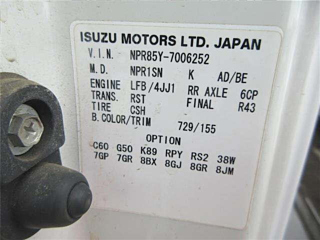 ISUZU MOTORS LTD. JAPAN
V.I.N. NPR85Y-7006252
M.D. NPR1SN K AD/BE
ENGINE LFB/4JJ1 RR AXLE 6CP
TRANS. RST FINAL R43
TIRE CSH
B.COLOR/TRIM 729/155
OPTION
C60 G50 K89 RPY RS2 38W
7GP 7GR 8BX 8GJ 8GR 8JM